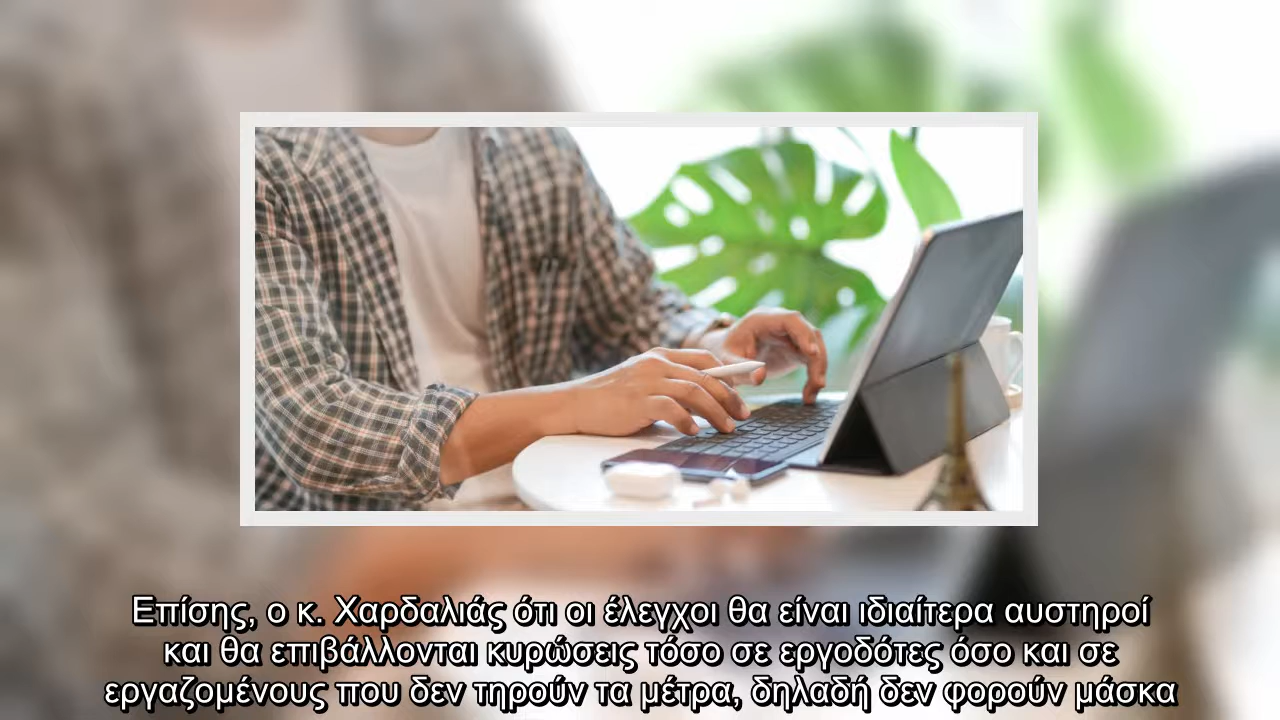 Επίσης, ο κ. Χαρδαλιάς ότι οι έλεγχοι θα είναι ιδιαίτερα αυστηροί
και θα επιβάλλονται κυρώσεις τόσο σε εργοδότες όσο και σε
εργαζομένους που δεν τηρούν τα μέτρα, δηλαδή δεν φορούν μάσκα